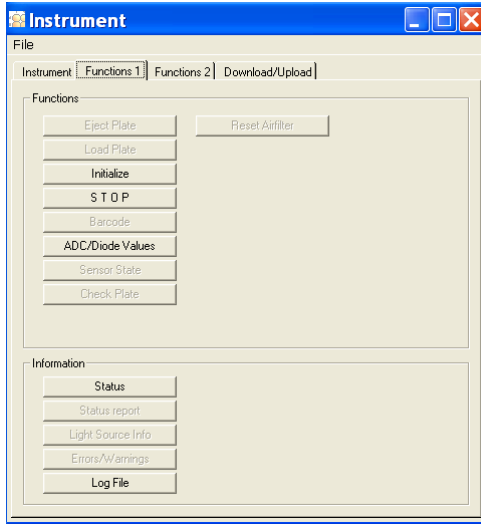 Instrument
File
Instrument Functions 1 Functions 2 Download/Upload
Functions
Eject Plate Reset Airfilter
Load Plate
Initialize
S T O P
Barcode
ADC/Diode Values
Sensor State
Check Plate
Information
Status
Status report
Light Source Info
Errors/Warnings
Log File